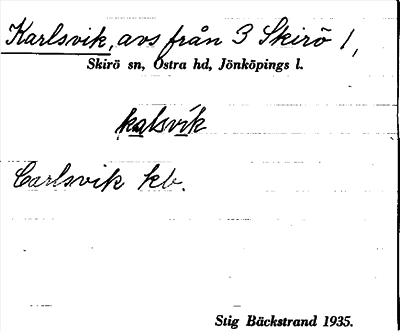 Karlsvik, avs från 3 Skirö 1,
Skirö sn, Östra hd, Jönköpings l.
kalsvik
Carlsvik kb.
Stig Bäckstrand 1935.